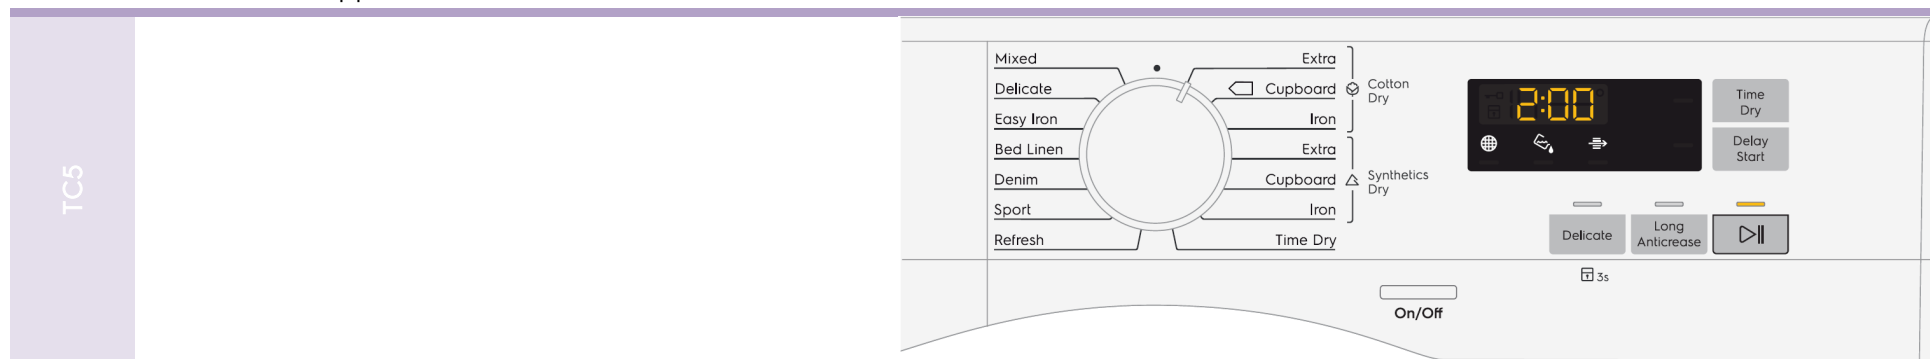 TC5
Mixed
Delicate
Easy Iron
Bed Linen
Denim
Sport
Refresh
Extra
Cupboard
Iron
Cotton
Dry
Extra
Cupboard
Iron
Synthetics
Dry
Time Dry
2:00
Time
Dry
Delay
Start
Delicate
Long
Anticrease
3s
On/Off